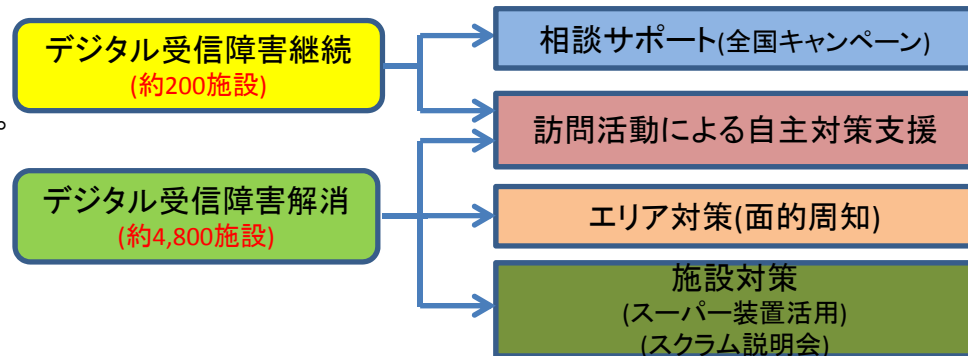 デジタル受信障害継続
(約200施設)
。
デジタル受信障害解消
(約4,800施設)
相談サポート(全国キャンペーン)
訪問活動による自主対策支援
エリア対策(面的周知)
施設対策
(スーパー装置活用)
(スクラム説明会)